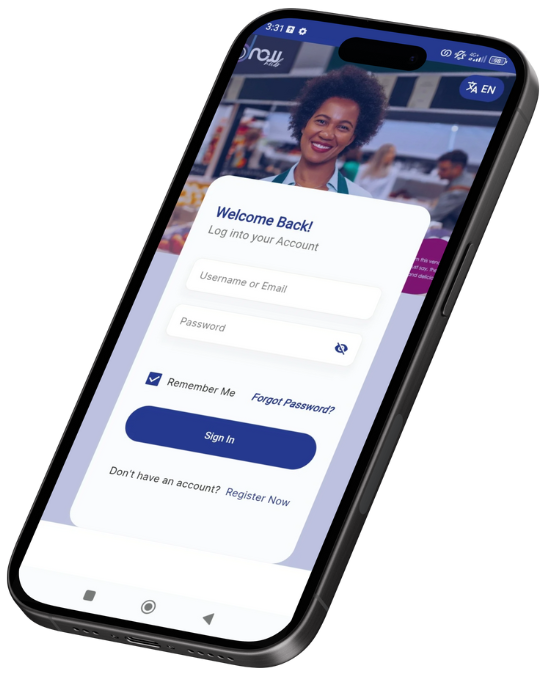 3:31
EN
Welcome Back!
Log into your Account
Username or Email
Password
Remember Me
Forgot Password?
Sign In
Don't have an account? Register Now